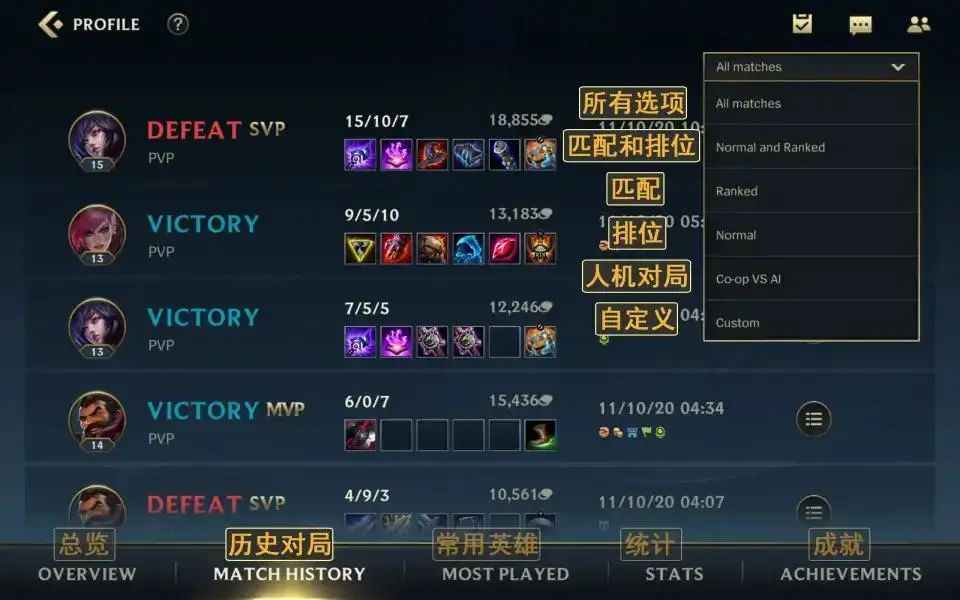 PROFILE ?
All matches
所有选项 All matches
匹配和排位 Normal and Ranked
匹配 Ranked
排位 Normal
人机对局 Co-op VS AI
自定义 Custom
15
DEFEAT SVP
PVP
15/10/7 18,855
13
VICTORY
PVP
9/5/10 13,183
13
VICTORY
PVP
7/5/5 12,246
14
VICTORY MVP
PVP
6/0/7 15,436
11/10/20 04:34
DEFEAT SVP
4/9/3 10,561
11/10/20 04:07
总览 历史对局 常用英雄 统计 成就
OVERVIEW MATCH HISTORY MOST PLAYED STATS ACHIEVEMENTS